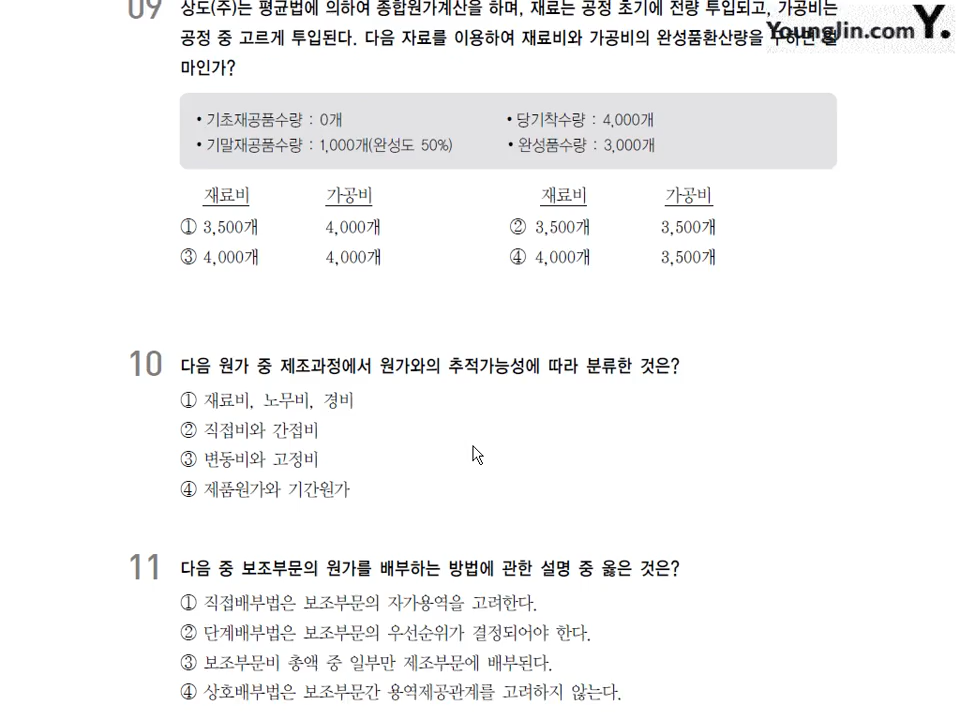 09 상도(주)는 평균법에 의하여 종합원가계산을 하며, 재료는 공정 초기에 전량 투입되고, 가공비는
공정 중 고르게 투입된다. 다음 자료를 이용하여 재료비와 가공비의 완성품환산량을 구하면 얼
마인가?
YoungJin.com Y.
• 기초재공품수량 : 0개 • 당기착수량 : 4,000개
• 기말재공품수량 : 1,000개(완성도 50%) • 완성품수량 : 3,000개
재료비 가공비 재료비 가공비
① 3,500개 4,000개 ② 3,500개 3,500개
③ 4,000개 4,000개 ④ 4,000개 3,500개
10 다음 원가 중 제조과정에서 원가와의 추적가능성에 따라 분류한 것은?
① 재료비, 노무비, 경비
② 직접비와 간접비
③ 변동비와 고정비
④ 제품원가와 기간원가
11 다음 중 보조부문의 원가를 배부하는 방법에 관한 설명 중 옳은 것은?
① 직접배부법은 보조부문의 자가용역을 고려한다.
② 단계배부법은 보조부문의 우선순위가 결정되어야 한다.
③ 보조부문비 총액 중 일부만 제조부문에 배부된다.
④ 상호배부법은 보조부문간 용역제공관계를 고려하지 않는다.